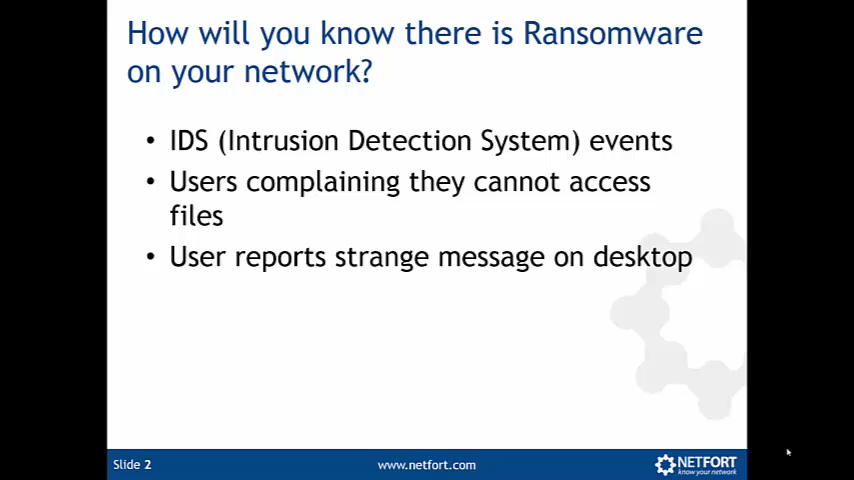 How will you know there is Ransomware
on your network?
• IDS (Intrusion Detection System) events
• Users complaining they cannot access
files
• User reports strange message on desktop
Slide 2
www.netfort.com
NETFORT
know your network